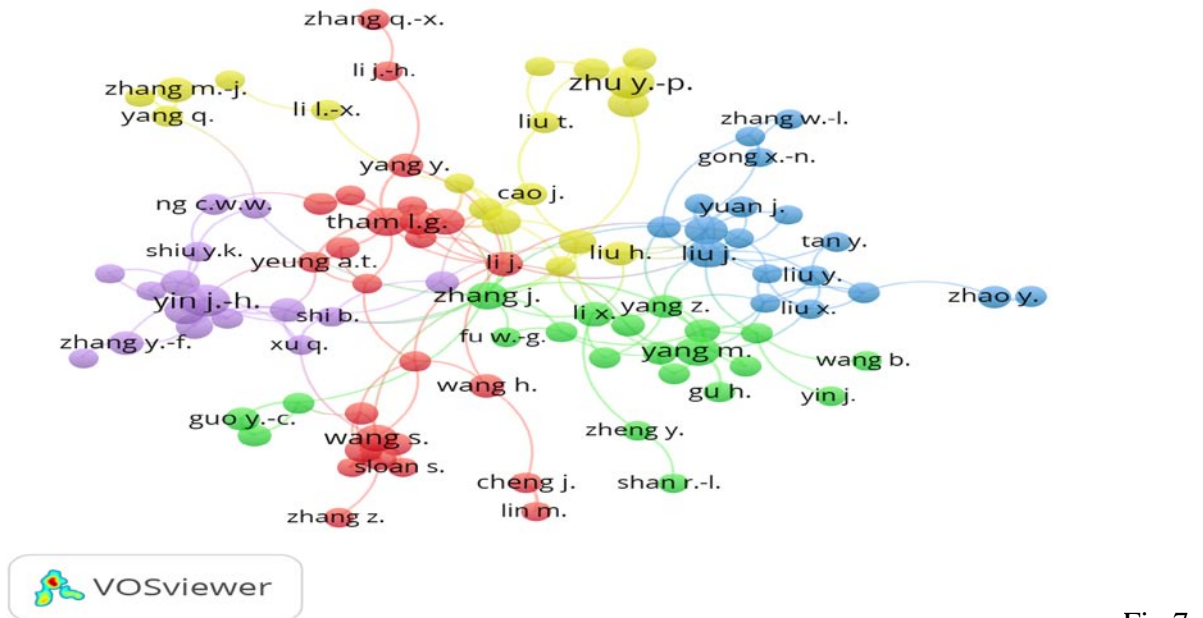 zhang q.-x.
li j.-h.
zhang m.-j.
yang q.
li l.-x.
zhu y.-p.
liu t.
zhang w.-l.
gong x.-n.
yang y.
cao j.
ng c.w.w.
tham l.g.
yuan j.
shiu y.k.
yeung a.t.
li j.
liu h.
liu j.
tan y.
liu y.
yin j.-h.
zhang j.
zhao y.
shi b.
li x.
yang z.
liu x.
zhang y.-f.
xu q.
fu w.-g.
yang m.
wang b.
wang h.
gu h.
yin j.
guo y.-c.
wang s.
zheng y.
sloan s.
cheng j.
shan r.-l.
zhang z.
lin m.
VOSviewer
Fig 7